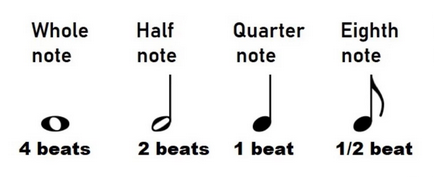 Whole
note
Half
note
Quarter
note
Eighth
note
4 beats
2 beats
1 beat
1/2 beat